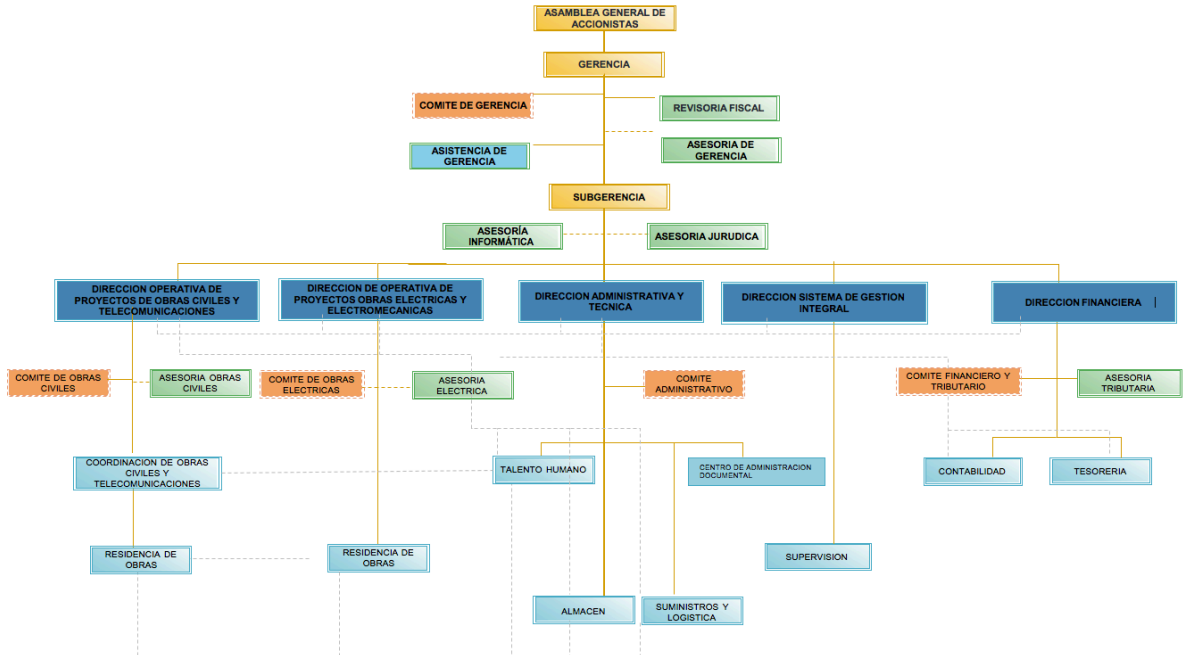 ASAMBLEA GENERAL DE
ACCIONISTAS
GERENCIA
COMITE DE GERENCIA
REVISORIA FISCAL
ASISTENCIA DE
GERENCIA
ASESORIA DE
GERENCIA
SUBGERENCIA
ASESORÍA
INFORMÁTICA
ASESORIA JURUDICA
DIRECCION OPERATIVA DE
PROYECTOS DE OBRAS CIVILES Y
TELECOMUNICACIONES
DIRECCION DE OPERATIVA DE
PROYECTOS OBRAS ELECTRICAS Y
ELECTROMECANICAS
DIRECCION ADMINISTRATIVA Y
TECNICA
DIRECCION SISTEMA DE GESTION
INTEGRAL
DIRECCION FINANCIERA
COMITE DE OBRAS
CIVILES
ASESORIA OBRAS
CIVILES
COMITE DE OBRAS
ELECTRICAS
ASESORIA
ELECTRICA
COMITE
ADMINISTRATIVO
COMITE FINANCIERO Y
TRIBUTARIO
ASESORIA
TRIBUTARIA
COORDINACION DE OBRAS
CIVILES Y
TELECOMUNICACIONES
TALENTO HUMANO
CENTRO DE ADMINISTRACION
DOCUMENTAL
CONTABILIDAD
TESORERIA
RESIDENCIA DE
OBRAS
RESIDENCIA DE
OBRAS
SUPERVISION
ALMACEN
SUMINISTROS Y
LOGISTICA